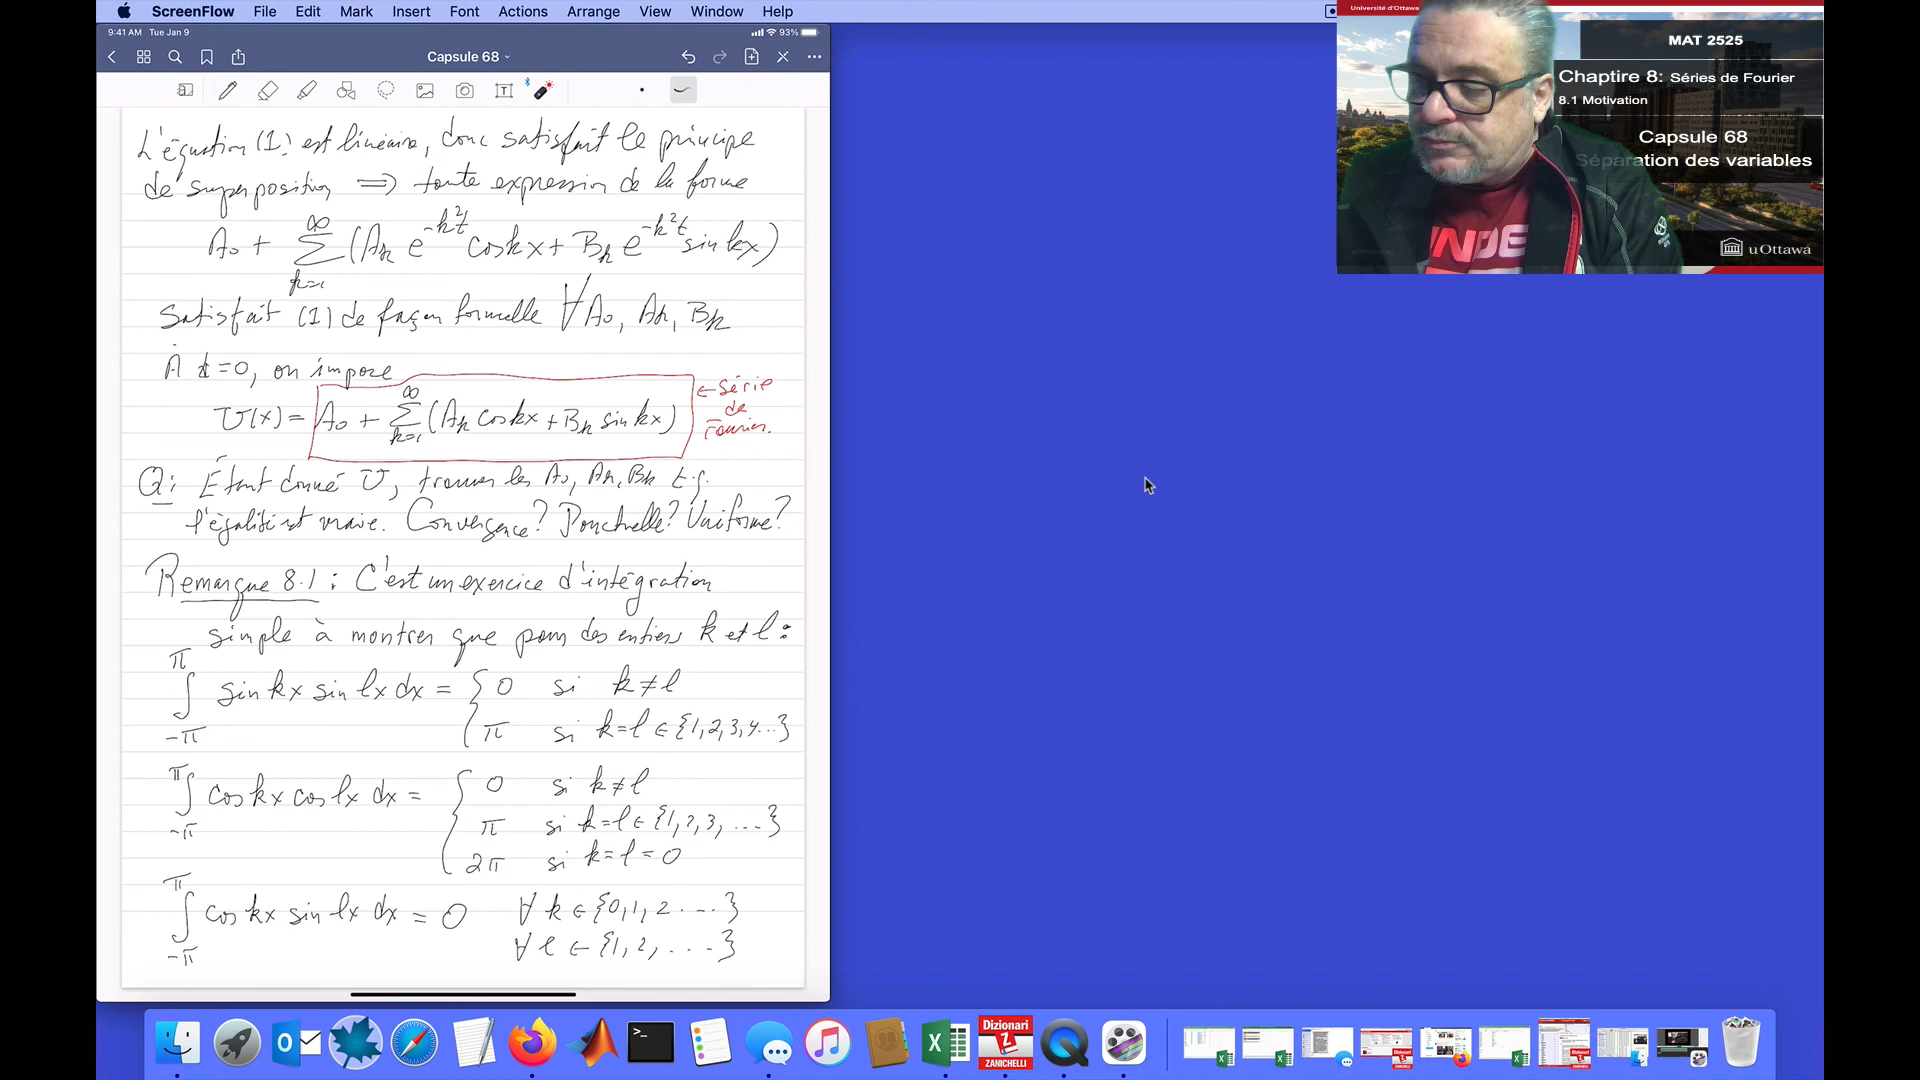 ScreenFlow File Edit Mark Insert Font Actions Arrange View Window Help
9:41 AM Tue Jan 9
93%
Capsule 68
L'équation (1) est linéaire, donc satisfait le principe
de superposition ⇒ toute expression de la forme
A₀ + ∑_{k=1}^{∞} (A_k e^{-k²t} cos kx + B_k e^{-k²t} sin kx)
Satisfait (1) de façon formelle ∀ A₀, A_k, B_k
À t=0, on impose
U(x) = A₀ + ∑_{k=1}^{∞} (A_k cos kx + B_k sin kx)
← Série
de
Fourier.
Q: Étant donné U, trouver les A₀, A_k, B_k t.q.
l'égalité est vraie. Convergence? Ponctuelle? Uniforme?
Remarque 8.1 : C'est un exercice d'intégration
simple à montrer que pour des entiers k et l :
∫_{-π}^{π} sin kx sin lx dx = { 0 si k ≠ l
π si k = l ∈ {1, 2, 3, 4...}
∫_{-π}^{π} cos kx cos lx dx = { 0 si k ≠ l
π si k = l ∈ {1, 2, 3, ....}
2π si k = l = 0
∫_{-π}^{π} cos kx sin lx dx = 0 ∀ k ∈ {0, 1, 2 ....}
∀ l ∈ {1, 2, ....}
Université d'Ottawa
MAT 2525
Chaptire 8: Séries de Fourier
8.1 Motivation
Capsule 68
Séparation des variables
uOttawa
INDE
Dizionari
Z
ZANICHELLI